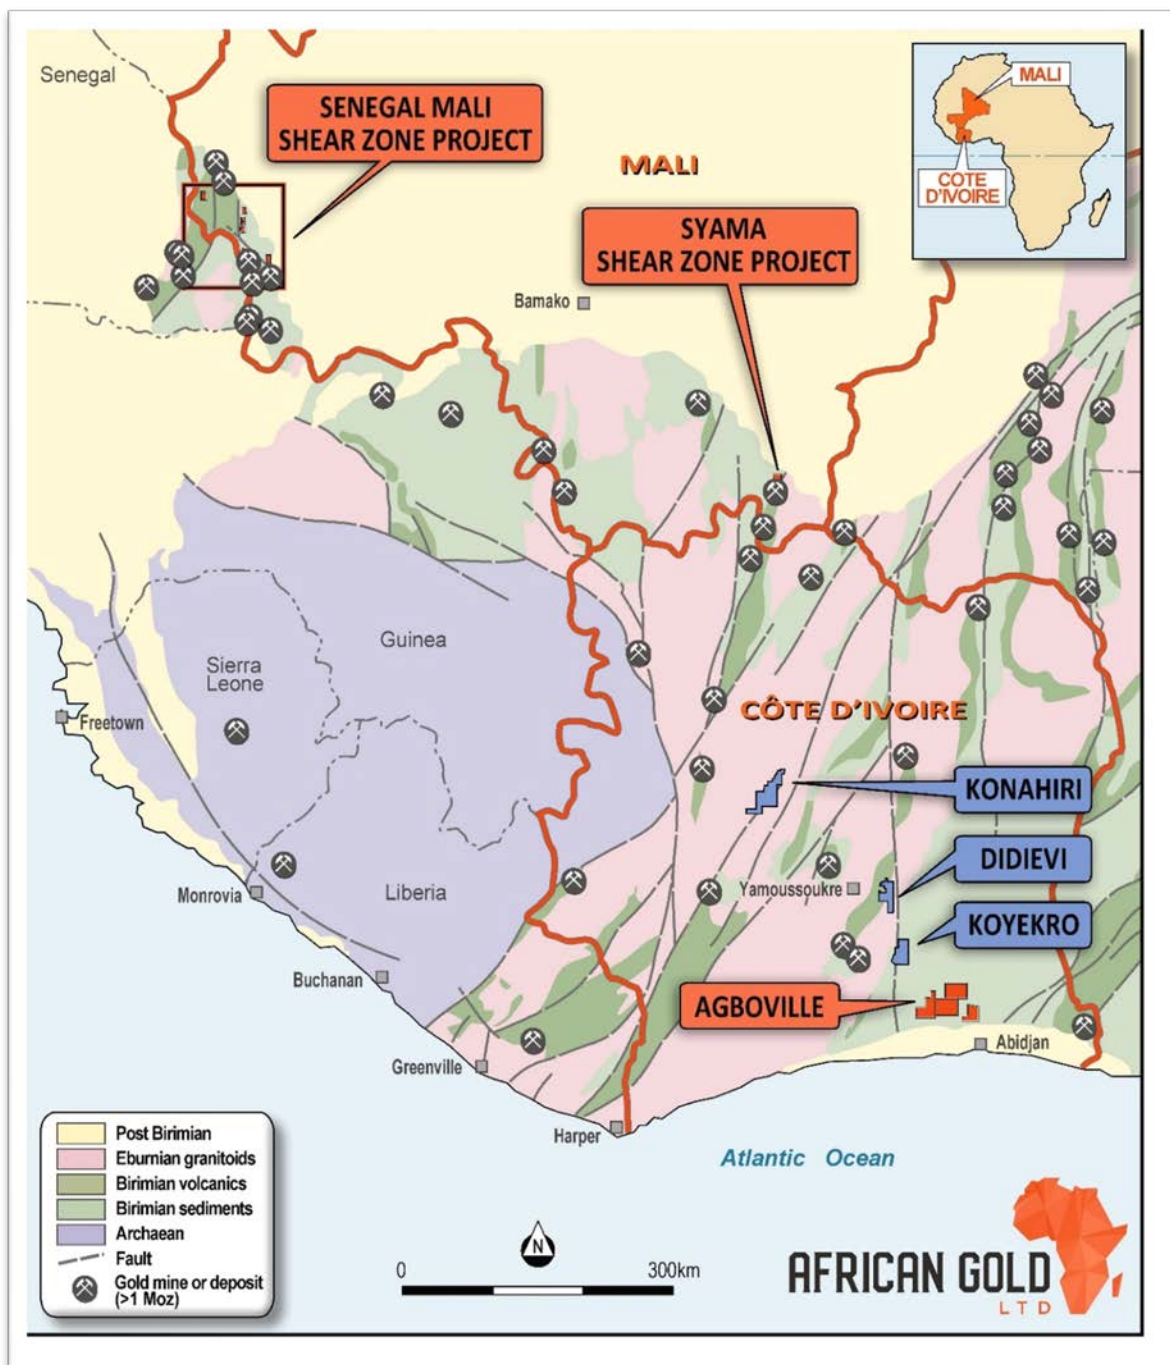 Senegal
SENEGAL MALI
SHEAR ZONE PROJECT
MALI
SYAMA
SHEAR ZONE PROJECT
MALI
COTE
D'IVOIRE
Bamako
Guinea
Sierra
Leone
Freetown
CÔTE D'IVOIRE
KONAHIRI
DIDIEVI
Yamoussoukre
KOYEKRO
Monrovia
Liberia
Buchanan
AGBOVILLE
Abidjan
Greenville
Harper
Atlantic Ocean
Post Birimian
Eburnian granitoids
Birimian volcanics
Birimian sediments
Archaean
Fault
Gold mine or deposit
(>1 Moz)
N
0 300km
AFRICAN GOLD
LTD